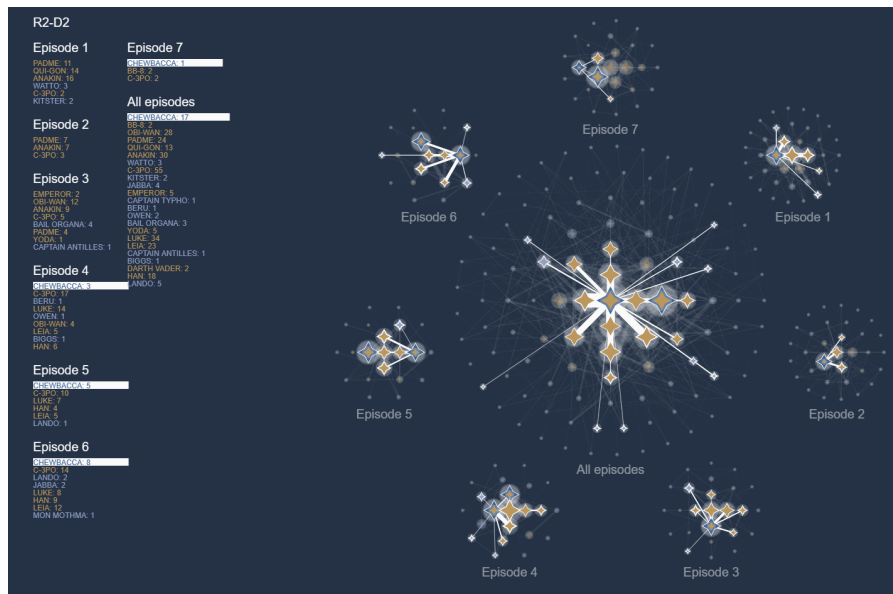 R2-D2
Episode 1
PADME: 11
QUI-GON: 14
ANAKIN: 16
WATTO: 3
C-3PO: 2
KITSTER: 2
Episode 2
PADME: 7
ANAKIN: 7
C-3PO: 3
Episode 3
EMPEROR: 2
OBI-WAN: 12
ANAKIN: 9
C-3PO: 5
BAIL ORGANA: 4
PADME: 4
YODA: 1
CAPTAIN ANTILLES: 1
Episode 4
CHEWBACCA: 3
C-3PO: 17
BERU: 1
LUKE: 14
OWEN: 1
OBI-WAN: 4
LEIA: 5
BIGGS: 1
HAN: 6
Episode 5
CHEWBACCA: 5
C-3PO: 10
LUKE: 7
HAN: 4
LEIA: 5
LANDO: 1
Episode 6
CHEWBACCA: 8
C-3PO: 14
LANDO: 2
JABBA: 2
LUKE: 8
HAN: 9
LEIA: 12
MON MOTHMA: 1
Episode 7
CHEWBACCA: 1
BB-8: 2
C-3PO: 2
All episodes
CHEWBACCA: 17
BB-8: 2
OBI-WAN: 28
PADME: 24
QUI-GON: 13
ANAKIN: 30
WATTO: 3
C-3PO: 55
KITSTER: 2
JABBA: 4
EMPEROR: 5
CAPTAIN TYPHO: 1
BERU: 1
OWEN: 2
BAIL ORGANA: 3
YODA: 5
LUKE: 34
LEIA: 23
CAPTAIN ANTILLES: 1
BIGGS: 1
DARTH VADER: 2
HAN: 18
LANDO: 5
Episode 7
Episode 6
Episode 1
Episode 5
Episode 2
All episodes
Episode 4
Episode 3